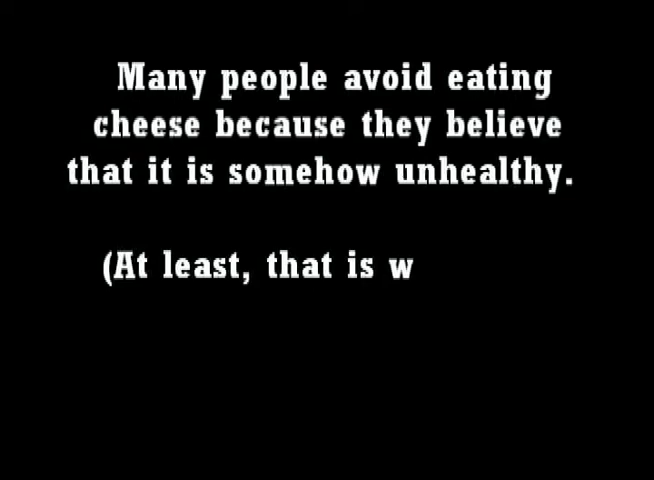 Many people avoid eating
cheese because they believe
that it is somehow unhealthy.
(At least, that is w